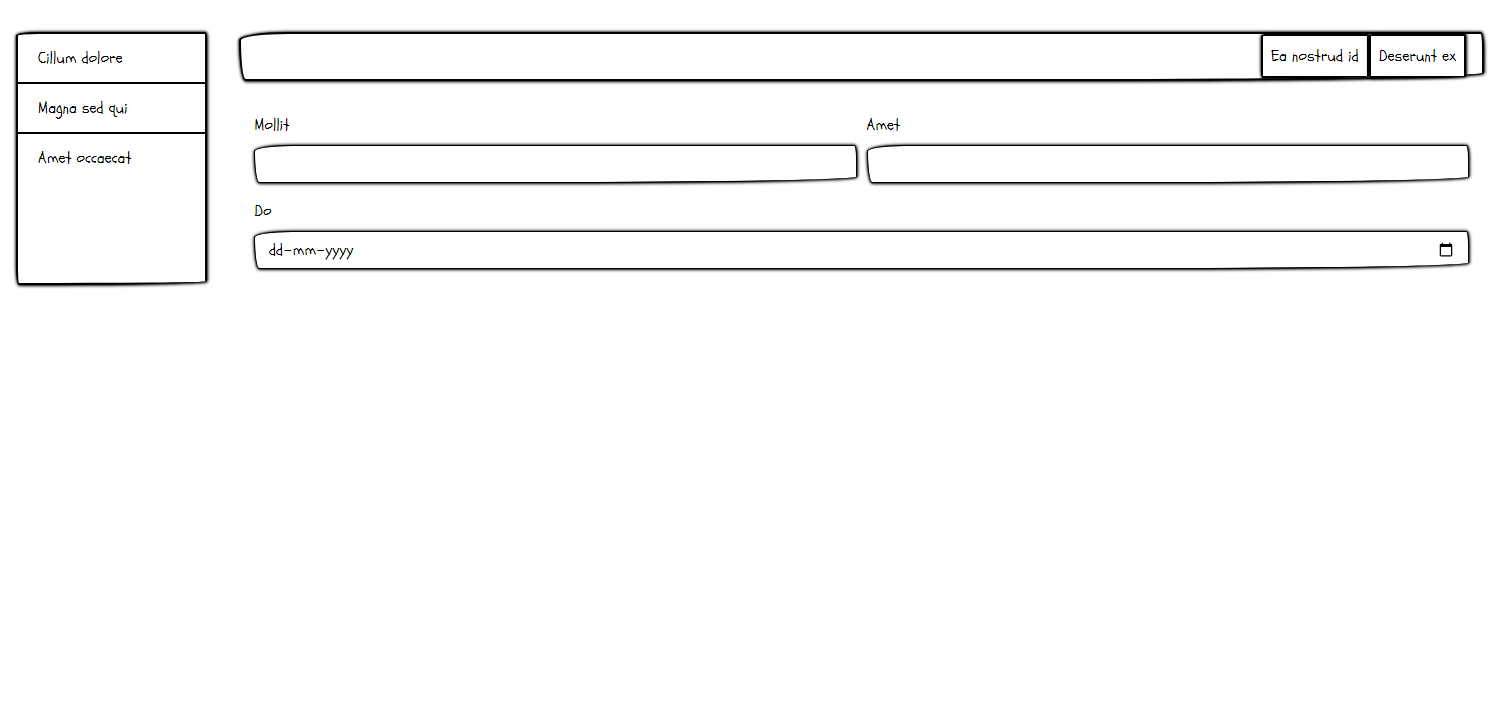 Cillum dolore
Magna sed qui
Amet occaecat
Ea nostrud id
Deserunt ex
Mollit
Amet
Do
dd-mm-yyyy